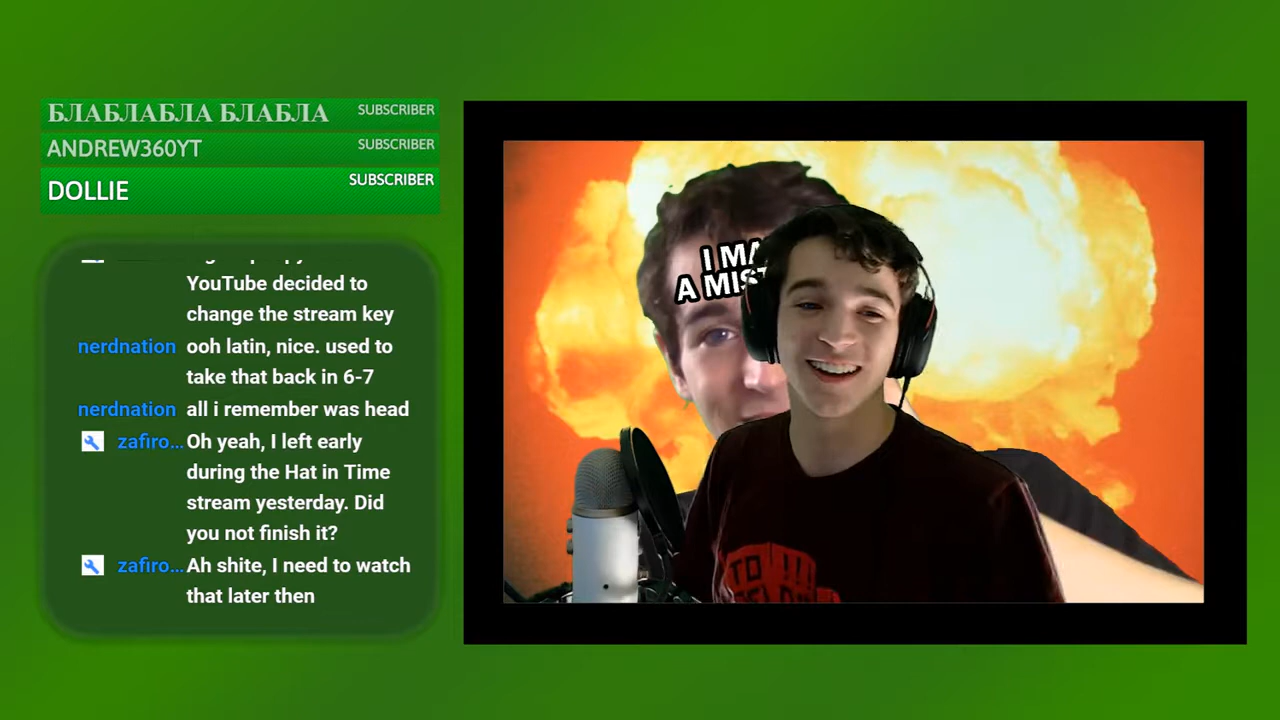 БЛАБЛАБЛА БЛАБЛА SUBSCRIBER
ANDREW360YT SUBSCRIBER
DOLLIE SUBSCRIBER
YouTube decided to
change the stream key
nerdnation ooh latin, nice. used to
take that back in 6-7
nerdnation all i remember was head
zafiro... Oh yeah, I left early
during the Hat in Time
stream yesterday. Did
you not finish it?
zafiro... Ah shite, I need to watch
that later then
I MA
A MIST
TO